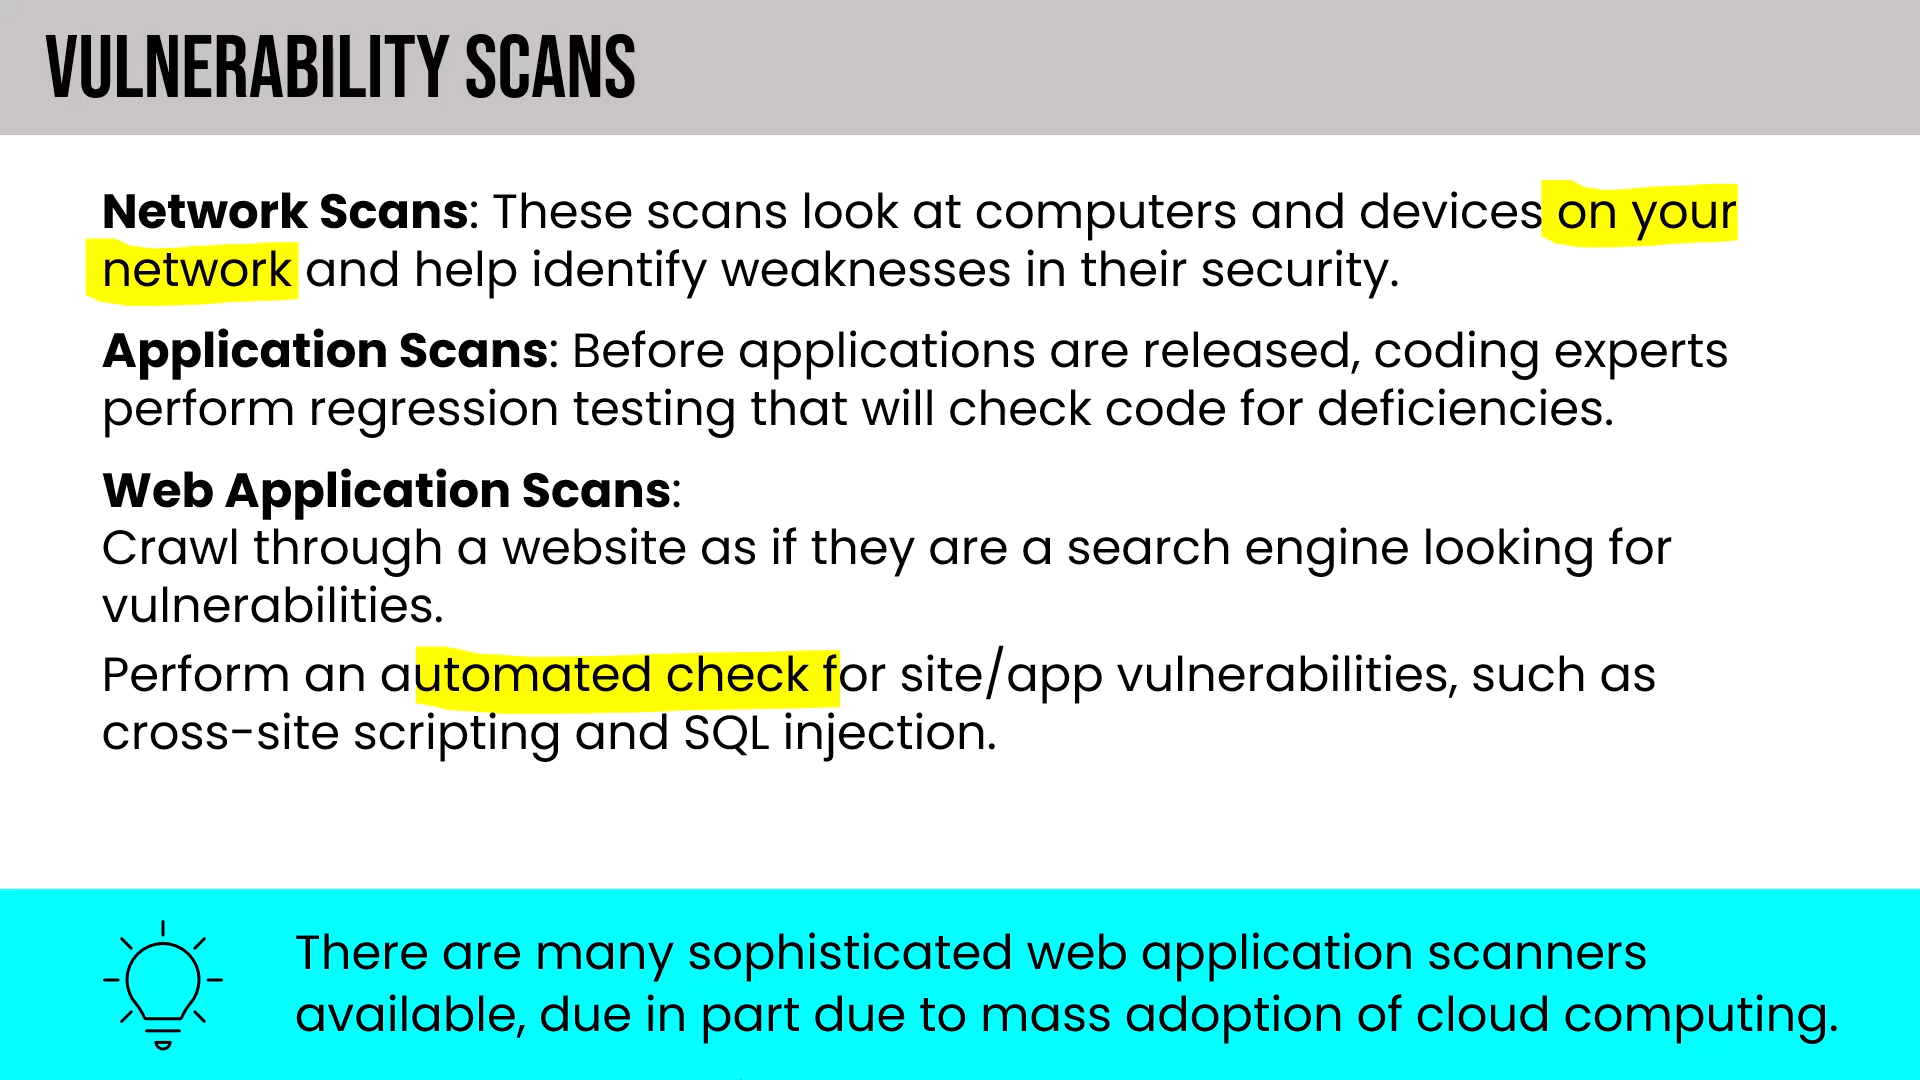 VULNERABILITY SCANS
Network Scans: These scans look at computers and devices on your
network and help identify weaknesses in their security.
Application Scans: Before applications are released, coding experts
perform regression testing that will check code for deficiencies.
Web Application Scans:
Crawl through a website as if they are a search engine looking for
vulnerabilities.
Perform an automated check for site/app vulnerabilities, such as
cross-site scripting and SQL injection.
There are many sophisticated web application scanners
available, due in part due to mass adoption of cloud computing.